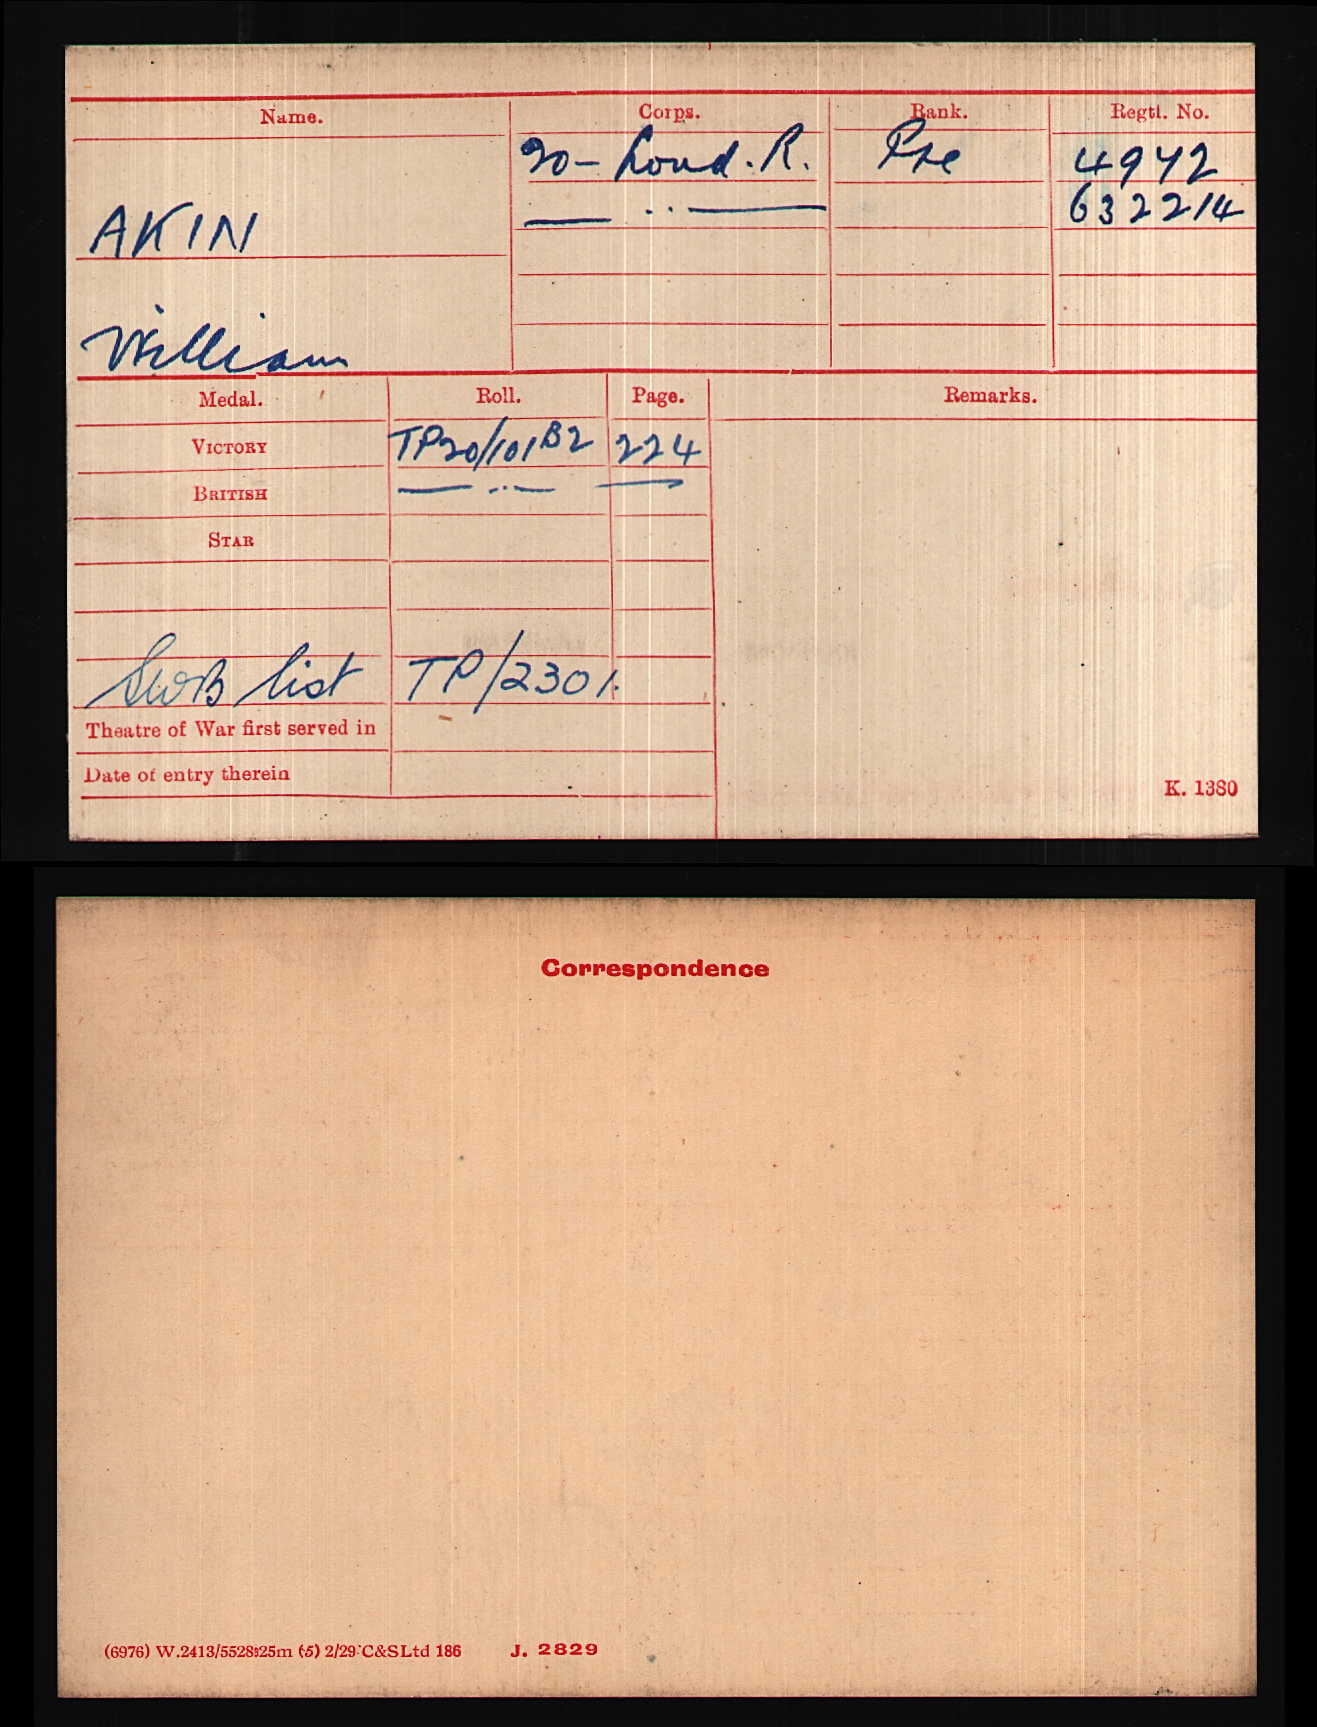 Name. Corps. Rank. Regtl. No.
20- Lond. R. Pte 4972
— .. — 632214
AKIN
William
Medal. Roll. Page. Remarks.
VICTORY TP20/101B2 224
BRITISH — .. — —
STAR
SWB list TP/2301.
Theatre of War first served in
Date of entry therein
K. 1380
Correspondence
(6976) W.2413/5528 25m (5) 2/29 C&SLtd 186 J. 2829